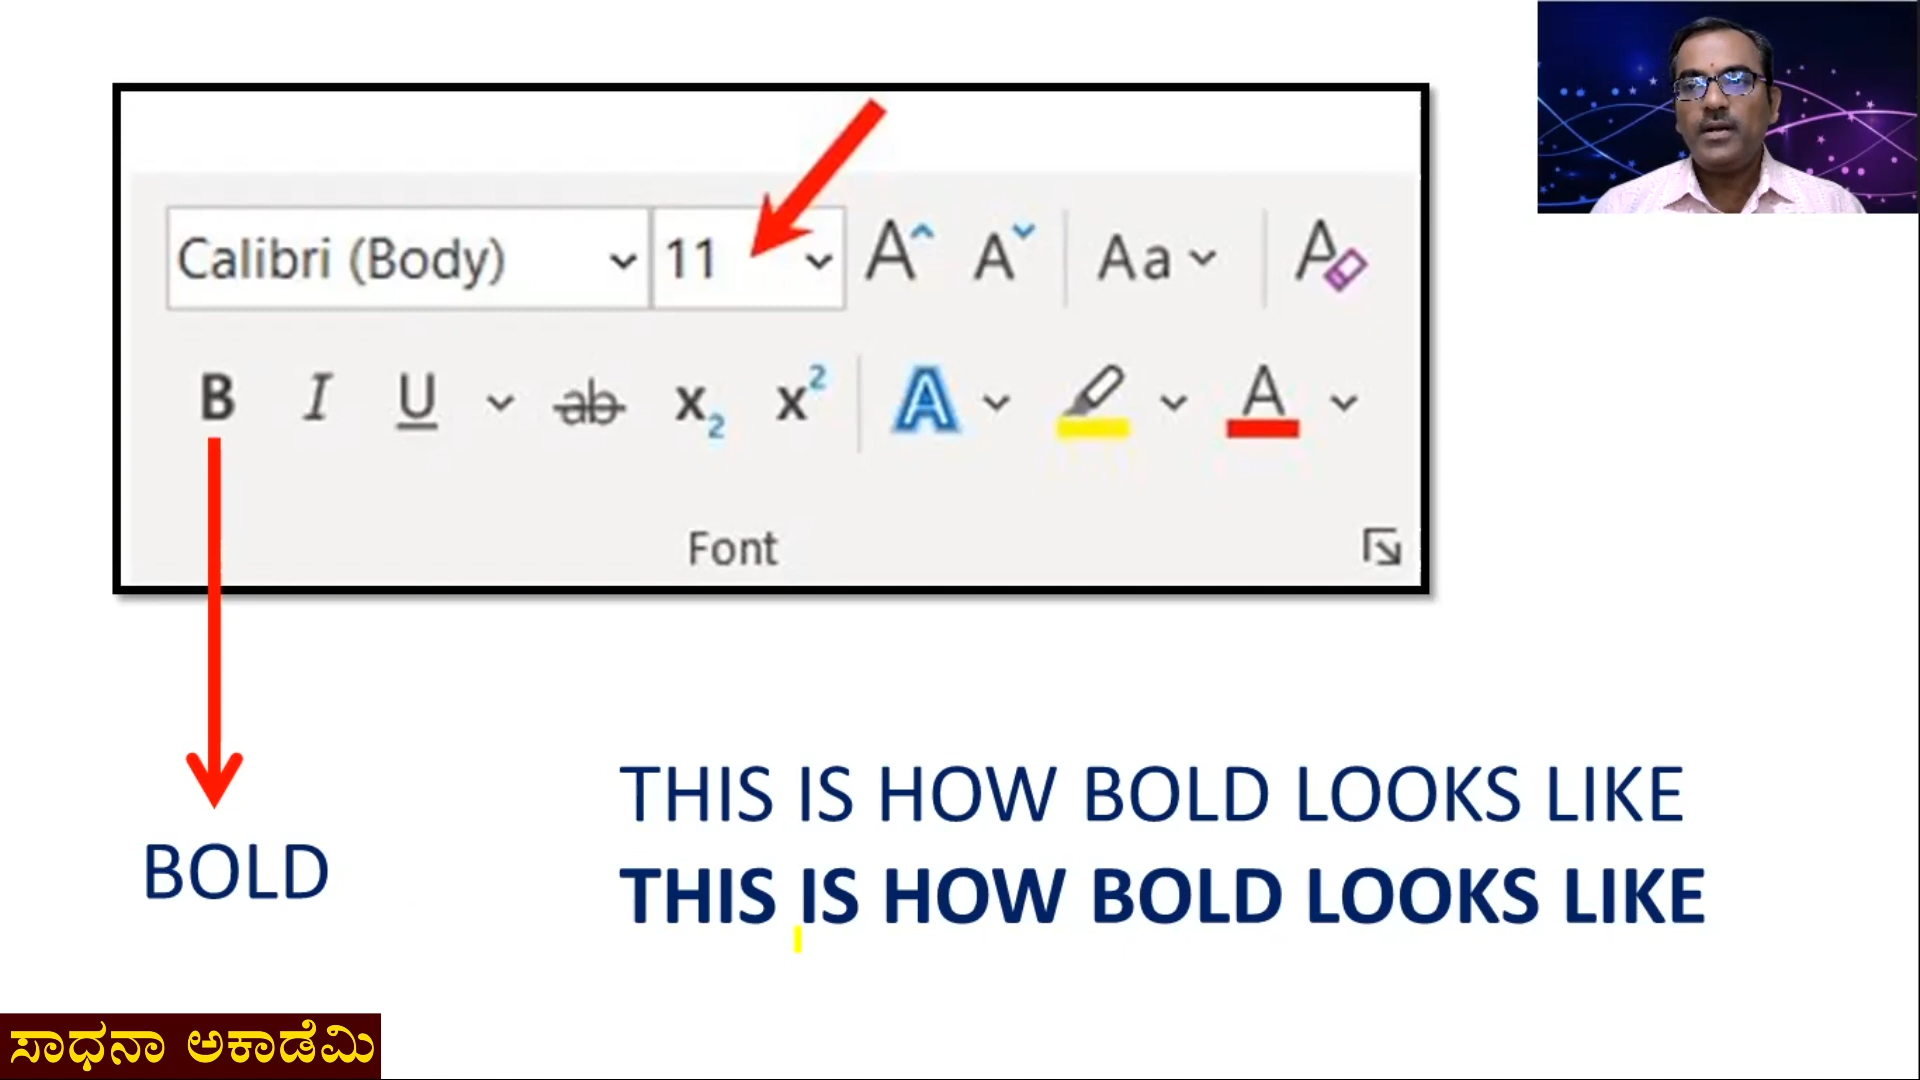 Calibri (Body) 11 A A Aa A
B I U ab x₂ x² A A
Font
THIS IS HOW BOLD LOOKS LIKE
BOLD
THIS IS HOW BOLD LOOKS LIKE
ಸಾಧನಾ ಅಕಾಡೆಮಿ